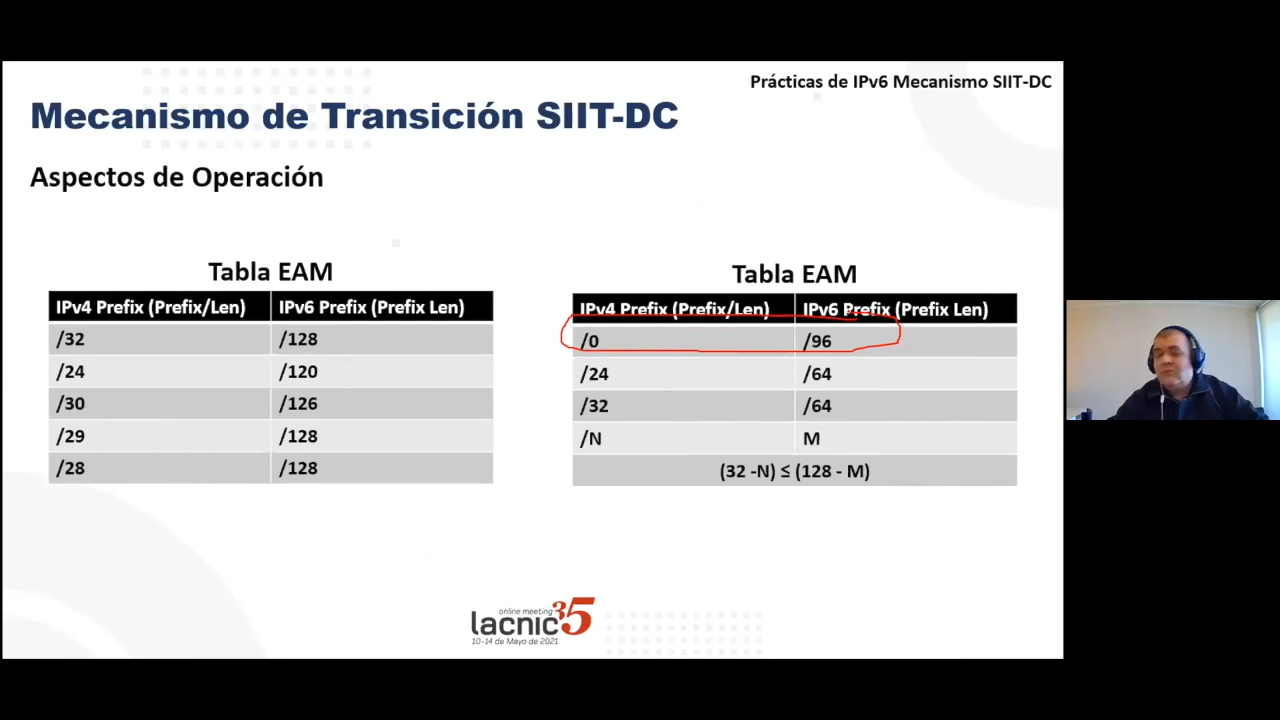 Prácticas de IPv6 Mecanismo SIIT-DC
Mecanismo de Transición SIIT-DC
Aspectos de Operación
Tabla EAM
IPv4 Prefix (Prefix/Len) IPv6 Prefix (Prefix Len)
/32 /128
/24 /120
/30 /126
/29 /128
/28 /128
Tabla EAM
IPv4 Prefix (Prefix/Len) IPv6 Prefix (Prefix Len)
/0 /96
/24 /64
/32 /64
/N M
(32 -N) ≤ (128 - M)
online meeting
lacnic 35
10-14 de Mayo de 2021